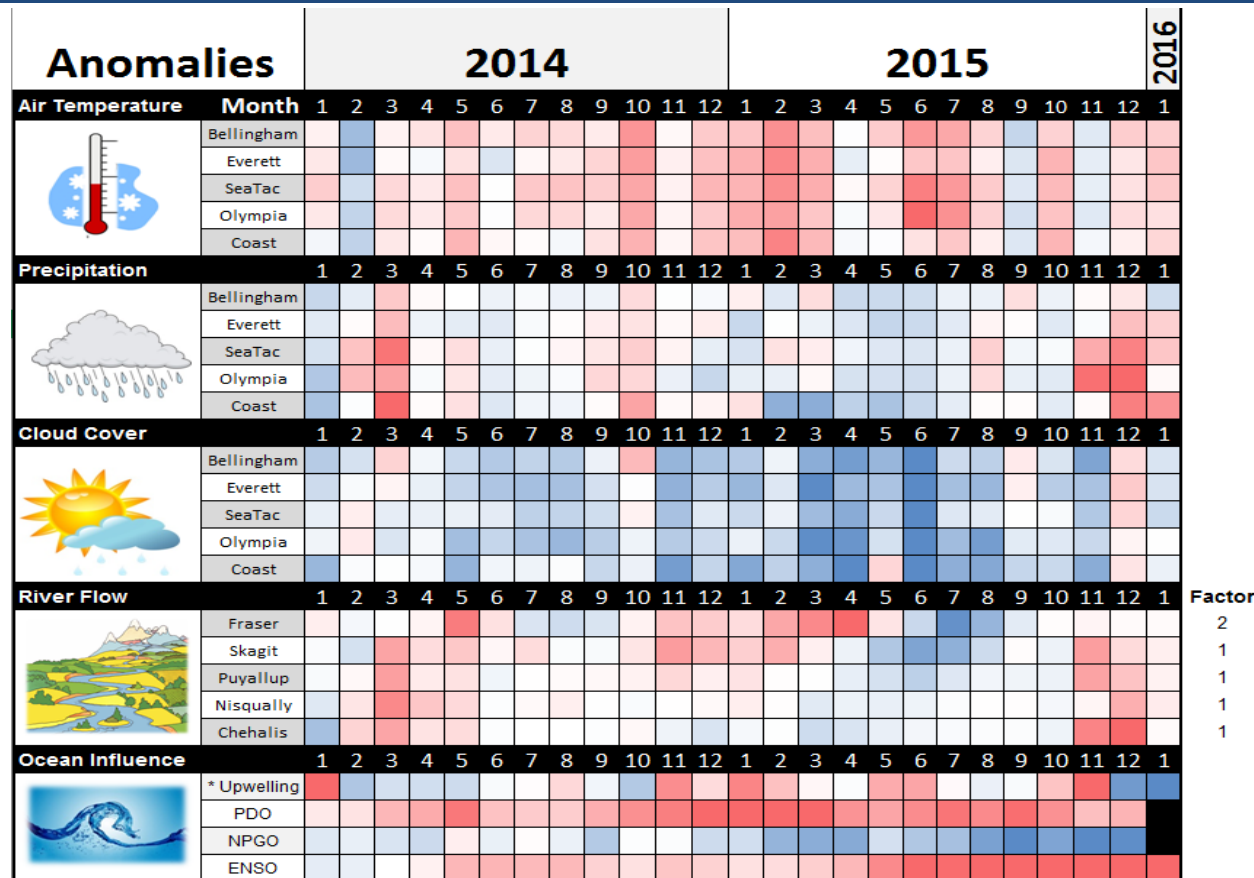 Anomalies 2014 2015 2016
Air Temperature Month 1 2 3 4 5 6 7 8 9 10 11 12 1 2 3 4 5 6 7 8 9 10 11 12 1
Bellingham
Everett
SeaTac
Olympia
Coast
Precipitation 1 2 3 4 5 6 7 8 9 10 11 12 1 2 3 4 5 6 7 8 9 10 11 12 1
Bellingham
Everett
SeaTac
Olympia
Coast
Cloud Cover 1 2 3 4 5 6 7 8 9 10 11 12 1 2 3 4 5 6 7 8 9 10 11 12 1
Bellingham
Everett
SeaTac
Olympia
Coast
River Flow 1 2 3 4 5 6 7 8 9 10 11 12 1 2 3 4 5 6 7 8 9 10 11 12 1 Factor
Fraser 2
Skagit 1
Puyallup 1
Nisqually 1
Chehalis 1
Ocean Influence 1 2 3 4 5 6 7 8 9 10 11 12 1 2 3 4 5 6 7 8 9 10 11 12 1
* Upwelling
PDO
NPGO
ENSO